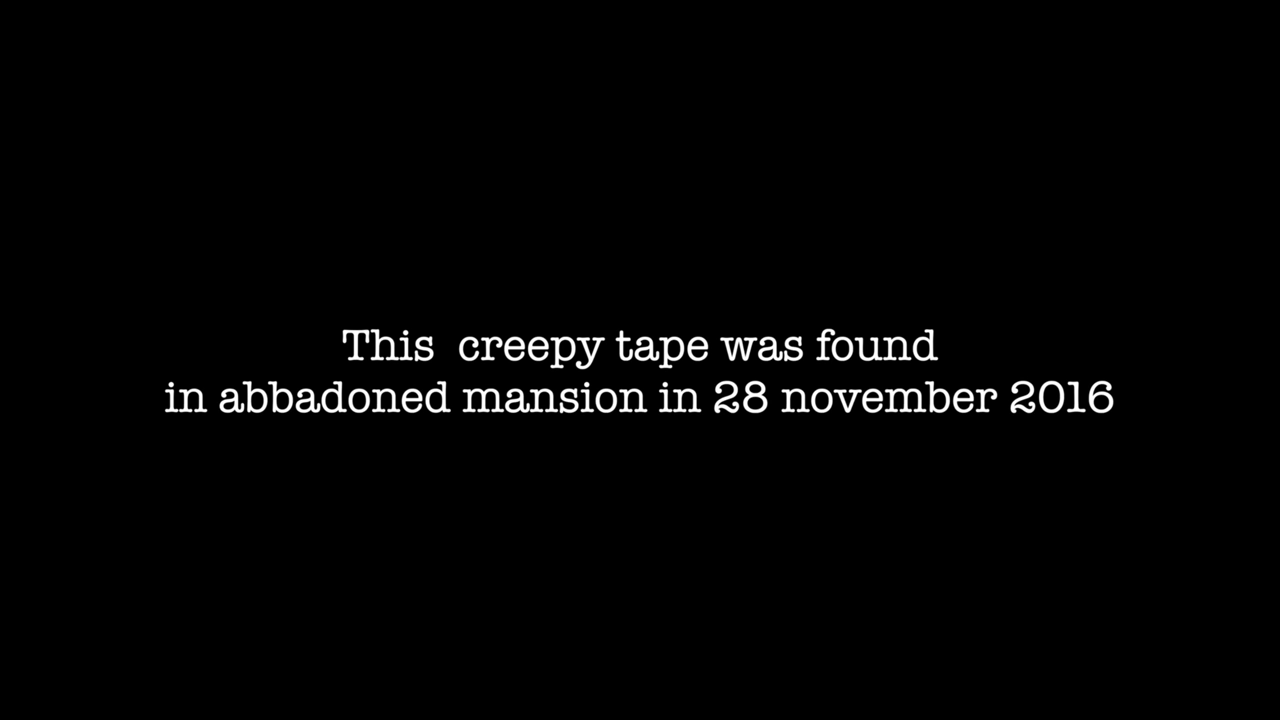 This  creepy tape was found
in abbadoned mansion in 28 november 2016